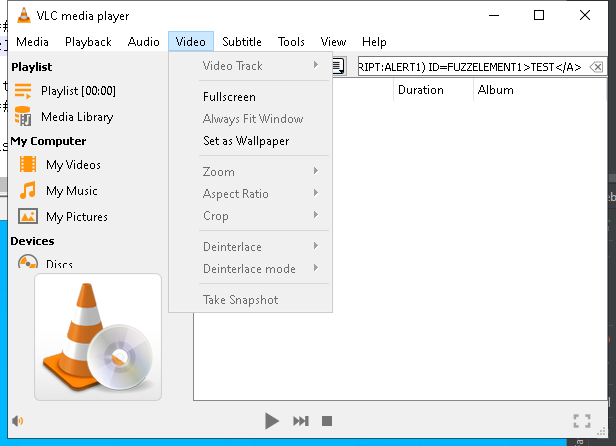 VLC media player
Media Playback Audio Video Subtitle Tools View Help
Playlist
Playlist [00:00]
Media Library
My Computer
My Videos
My Music
My Pictures
Devices
Discs
Video Track
Fullscreen
Always Fit Window
Set as Wallpaper
Zoom
Aspect Ratio
Crop
Deinterlace
Deinterlace mode
Take Snapshot
RIPT:ALERT1) ID=FUZZELEMENT1>TEST</A>
Duration Album